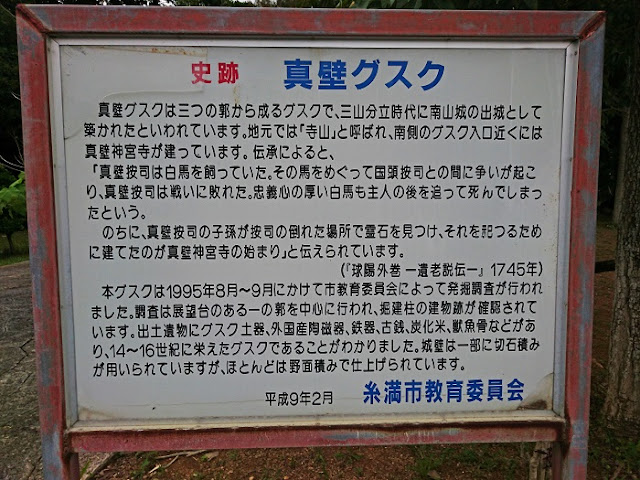 史跡 真壁グスク
真壁グスクは三つの郭から成るグスクで、三山分立時代に南山城の出城として
築かれたといわれています。地元では「寺山」と呼ばれ、南側のグスク入口近くには
真壁神宮寺が建っています。伝承によると、
「真壁按司は白馬を飼っていた。その馬をめぐって国頭按司との間に争いが起こ
り、真壁按司は戦いに敗れた。忠義心の厚い白馬も主人の後を追って死んでしまっ
たという。
のちに、真壁按司の子孫が按司の倒れた場所で霊石を見つけ、それを祀つるため
に建てたのが真壁神宮寺の始まり」と伝えられています。
(『球陽外巻 ー遺老説伝ー』1745年)
本グスクは1995年8月～9月にかけて市教育委員会によって発掘調査が行われ
ました。調査は展望台のある一の郭を中心に行われ、掘建柱の建物跡が確認されて
います。出土遺物にグスク土器、外国産陶磁器、鉄器、古銭、炭化米、獣魚骨などがあ
り、14～16世紀に栄えたグスクであることがわかりました。城壁は一部に切石積み
が用いられていますが、ほとんどは野面積みで仕上げられています。
平成9年2月 糸満市教育委員会